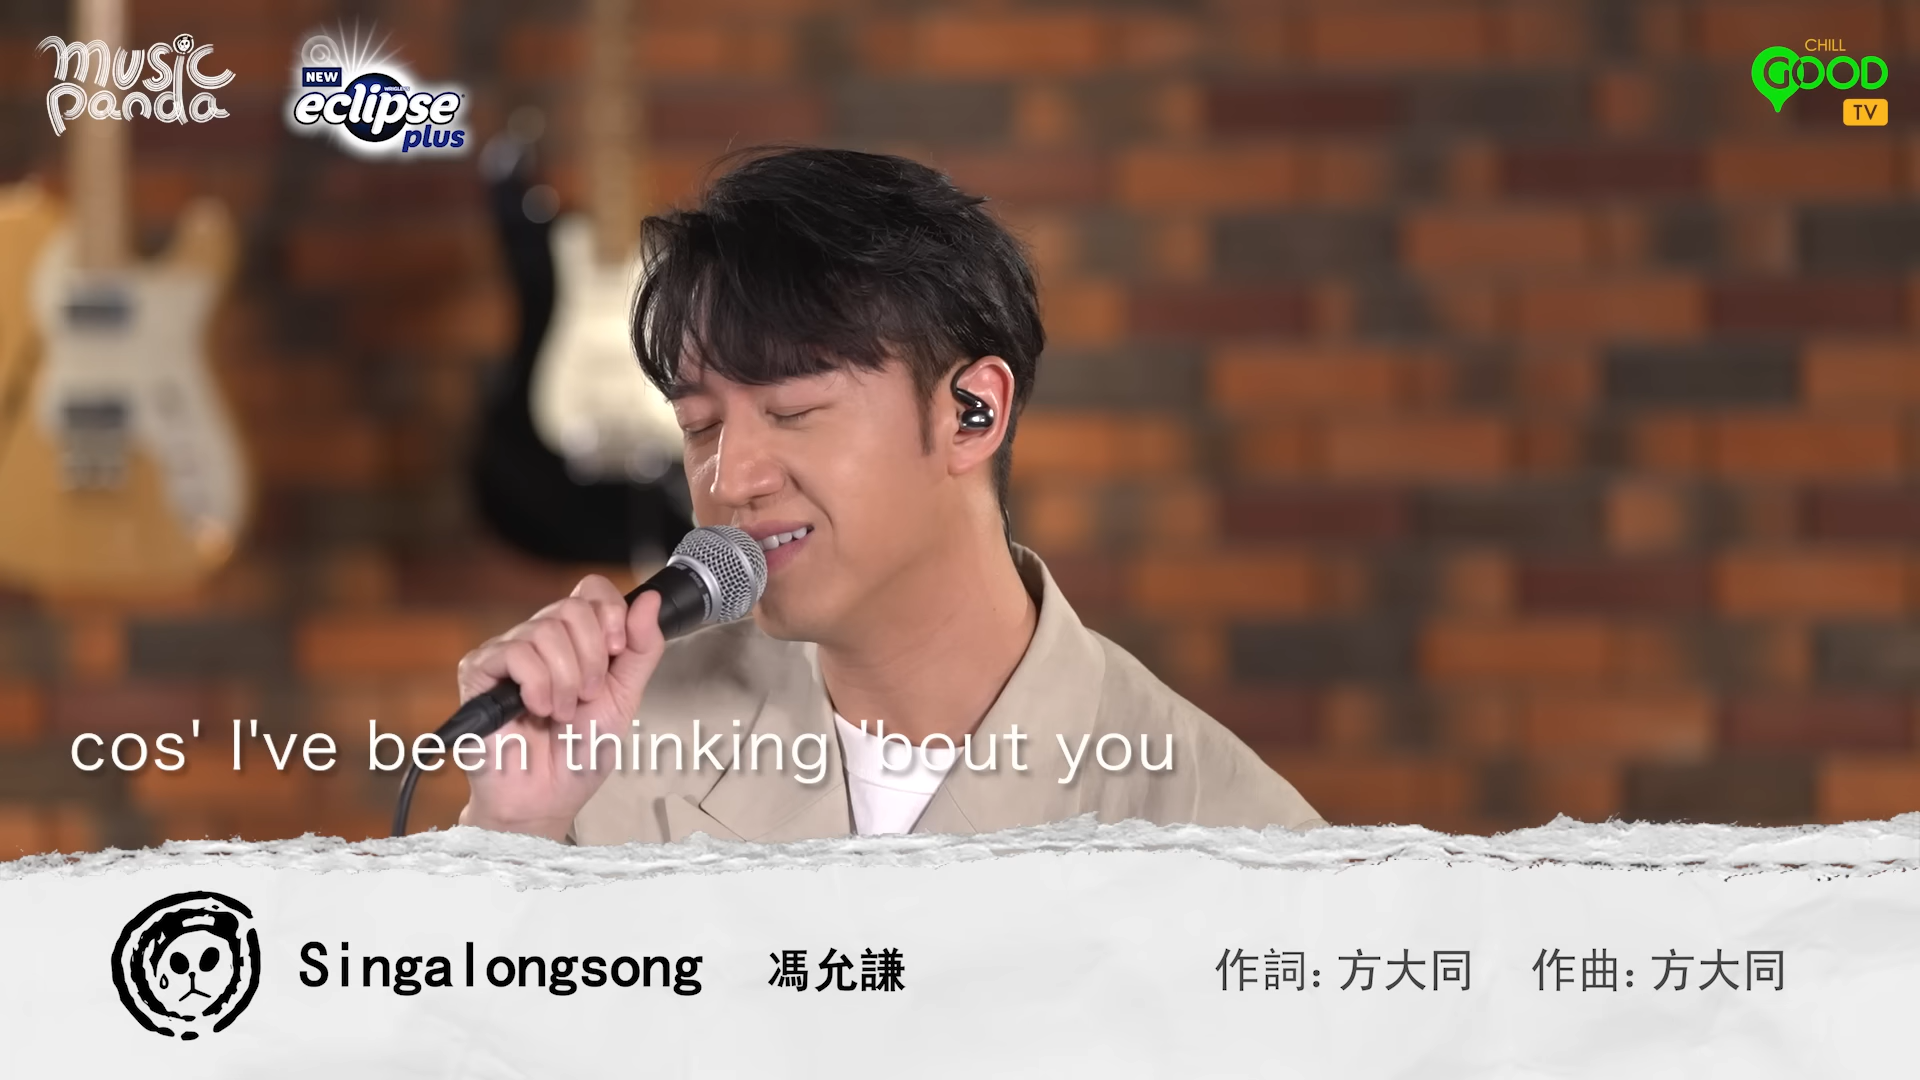 music
panda
NEW
eclipse
plus
CHILL
GOOD
TV
cos' I've been thinking 'bout you
Singalongsong 馮允謙 作詞: 方大同 作曲: 方大同